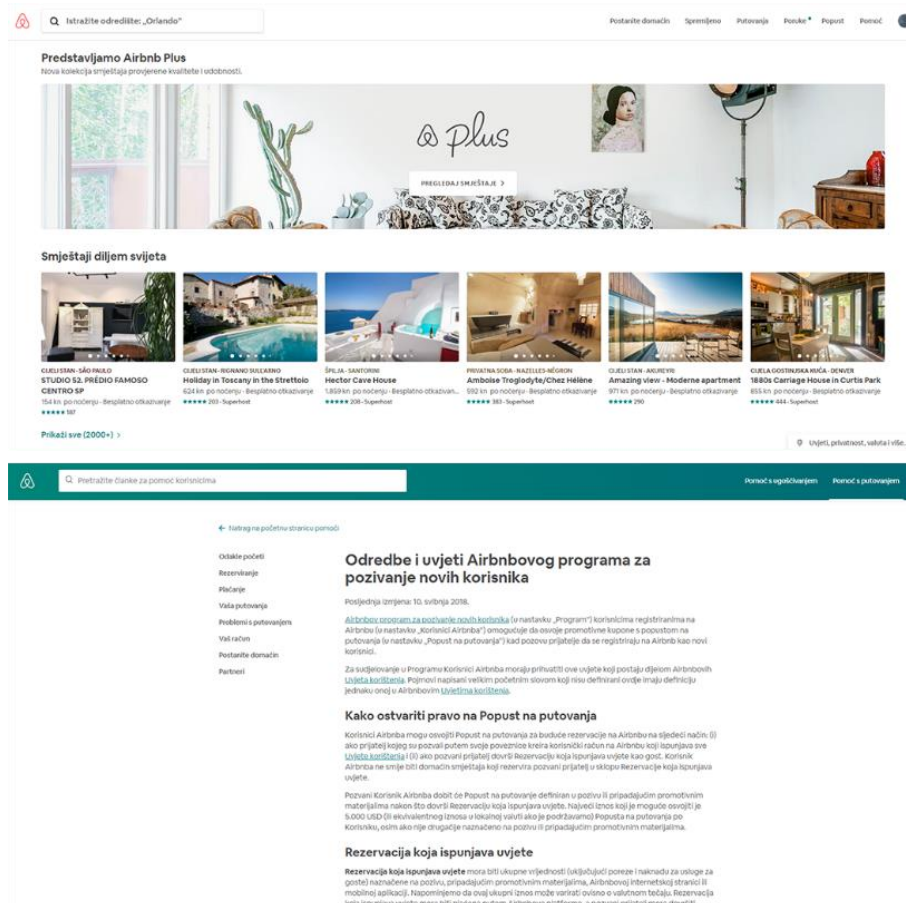 Istražite odredište: „Orlando“
Postanite domaćin Spremljeno Putovanja Poruke Popust Pomoć
Predstavljamo Airbnb Plus
Nova kolekcija smještaja provjerene kvalitete i udobnosti.
plus
PREGLEDAJ SMJEŠTAJE >
Smještaji diljem svijeta
CIJELI STAN · SÃO PAULO
STUDIO 52. PRÉDIO FAMOSO
CENTRO SP
154 kn po noćenju · Besplatno otkazivanje
187
CIJELI STAN · RIGNANO SULL'ARNO
Holiday in Toscany in the Strettoio
624 kn po noćenju · Besplatno otkazivanje
203 · Superhost
ŠPILJA · SANTORINI
Hector Cave House
1.859 kn po noćenju · Besplatno otkazivan...
208 · Superhost
PRIVATNA SOBA · NAZELLES-NÉGRON
Amboise Troglodyte/Chez Hélène
592 kn po noćenju · Besplatno otkazivanje
383 · Superhost
CIJELI STAN · AKUREYRI
Amazing view - Moderne apartment
971 kn po noćenju · Besplatno otkazivanje
290
CIJELA GOSTINJSKA KUĆA · DENVER
1880s Carriage House in Curtis Park
853 kn po noćenju · Besplatno otkazivanje
444 · Superhost
Prikaži sve (2000+) >
Uvjeti, privatnost, valuta i više.
Pretražite članke za pomoć korisnicima
Pomoć s ugošćivanjem Pomoć s putovanjem
← Natrag na početnu stranicu pomoći
Odakle početi
Rezerviranje
Plaćanje
Vaša putovanja
Problemi s putovanjem
Vaš račun
Postanite domaćin
Partneri
Odredbe i uvjeti Airbnbovog programa za
pozivanje novih korisnika
Posljednja izmjena: 10. svibnja 2018.
Airbnbov program za pozivanje novih korisnika (u nastavku „Program“) korisnicima registriranima na
Airbnbu (u nastavku „Korisnici Airbnba“) omogućuje da osvoje promotivne kupone s popustom na
putovanja (u nastavku „Popust na putovanja“) kad pozovu prijatelje da se registriraju na Airbnb kao novi
korisnici.
Za sudjelovanje u Programu Korisnici Airbnba moraju prihvatiti ove uvjete koji postaju dijelom Airbnbovih
Uvjeta korištenja. Pojmovi napisani velikim početnim slovom koji nisu definirani ovdje imaju definiciju
jednaku onoj u Airbnbovim Uvjetima korištenja.
Kako ostvariti pravo na Popust na putovanja
Korisnici Airbnba mogu osvojiti Popust na putovanja za buduće rezervacije na Airbnbu na sljedeći način: (i)
ako prijatelj kojeg su pozvali putem svoje poveznice kreira korisnički račun na Airbnbu koji ispunjava sve
Uvjete korištenja i (ii) ako pozvani prijatelj dovrši Rezervaciju koja ispunjava uvjete kao gost. Korisnik
Airbnba ne smije biti domaćin smještaja koji rezervira pozvani prijatelj u sklopu Rezervacije koja ispunjava
uvjete.
Pozvani Korisnik Airbnba dobit će Popust na putovanje definiran u pozivu ili pripadajućim promotivnim
materijalima nakon što dovrši Rezervaciju koja ispunjava uvjete. Najveći iznos koji je moguće osvojiti je
5.000 USD (ili ekvivalentnog iznosa u lokalnoj valuti ako je podržavamo) Popusta na putovanja po
Korisniku, osim ako nije drugačije naznačeno na pozivu ili pripadajućim promotivnim materijalima.
Rezervacija koja ispunjava uvjete
Rezervacija koja ispunjava uvjete mora biti ukupne vrijednosti (uključujući poreze i naknadu za usluge za
goste) naznačene na pozivu, pripadajućim promotivnim materijalima, Airbnbovoj internetskoj stranici ili
mobilnoj aplikaciji. Napominjemo da ovaj ukupni iznos može varirati ovisno o valutnom tečaju. Rezervacija